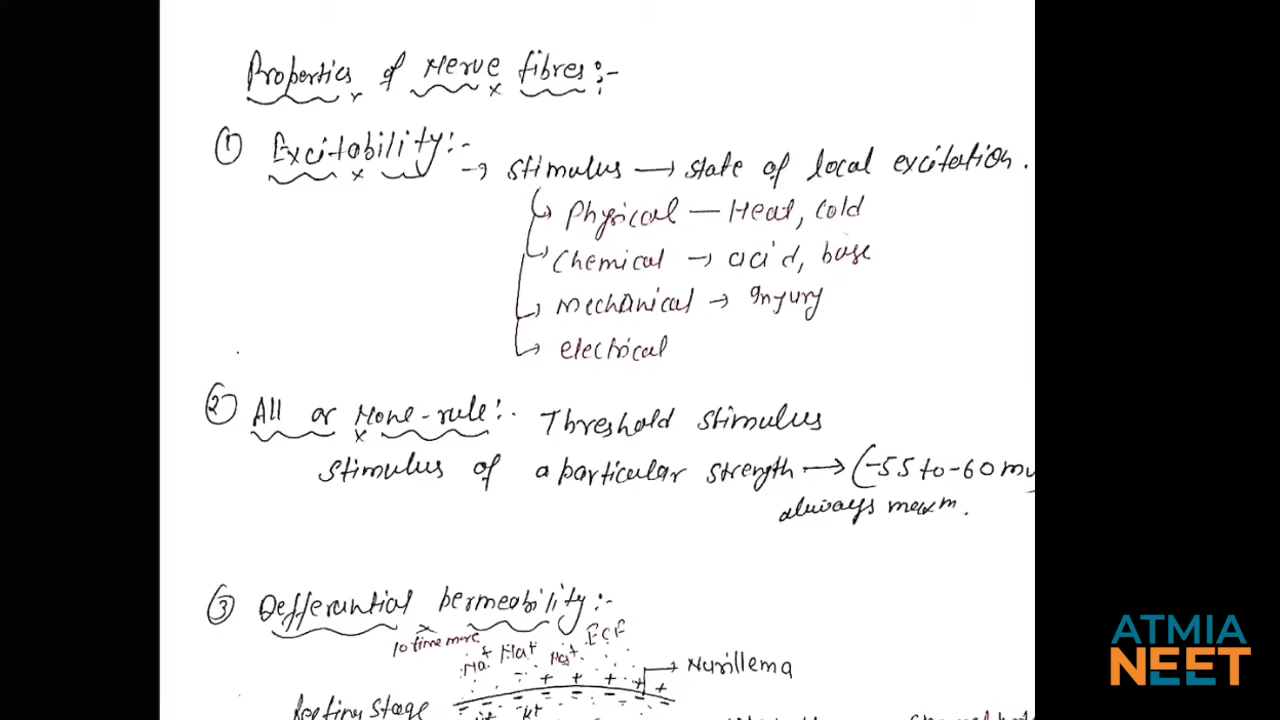 Properties of Nerve fibres:-
① Excitability:-
→ stimulus → state of local excitation.
Physical — Heat, cold
Chemical → acid, base
Mechanical → Injury
electrical
② All or None-rule:- Threshold stimulus
stimulus of a particular strength → (-55 to -60 mv
always maxm.
③ Defferantial permeability:-
10 time more
ECF
Na+ Na+ Na+
+ + + + +
→ Nurillema
Resting stage
K+
ATMIA
NEET